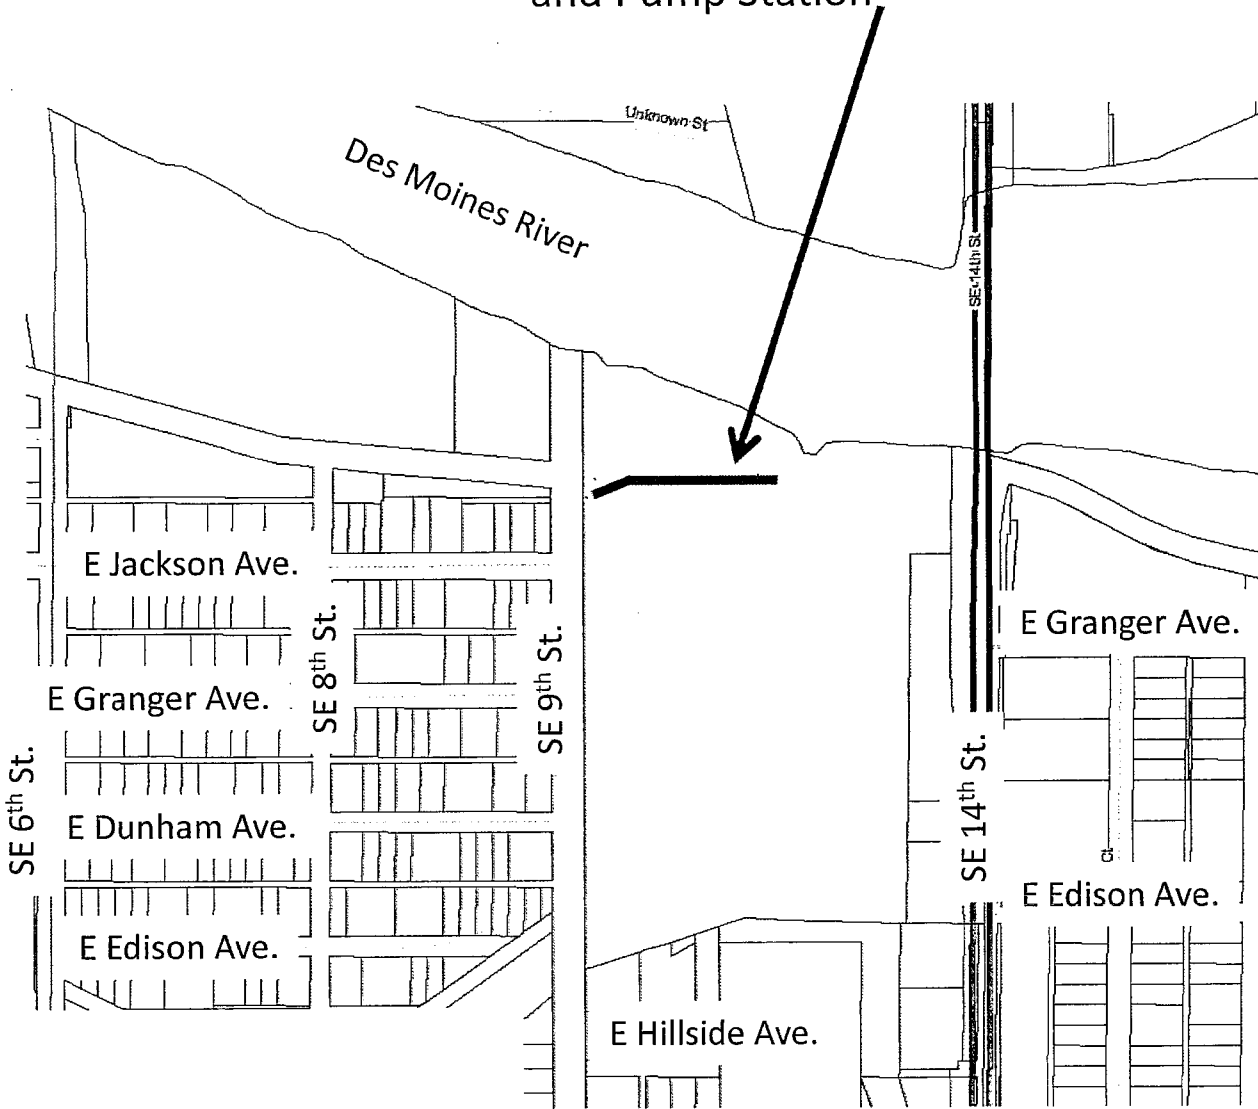 and Pump Station
Unknown St
Des Moines River
SE 14th St
E Jackson Ave.
SE 8th St.
SE 9th St.
E Granger Ave.
E Granger Ave.
SE 6th St.
E Dunham Ave.
SE 14th St.
Ct
E Edison Ave.
E Edison Ave.
E Hillside Ave.